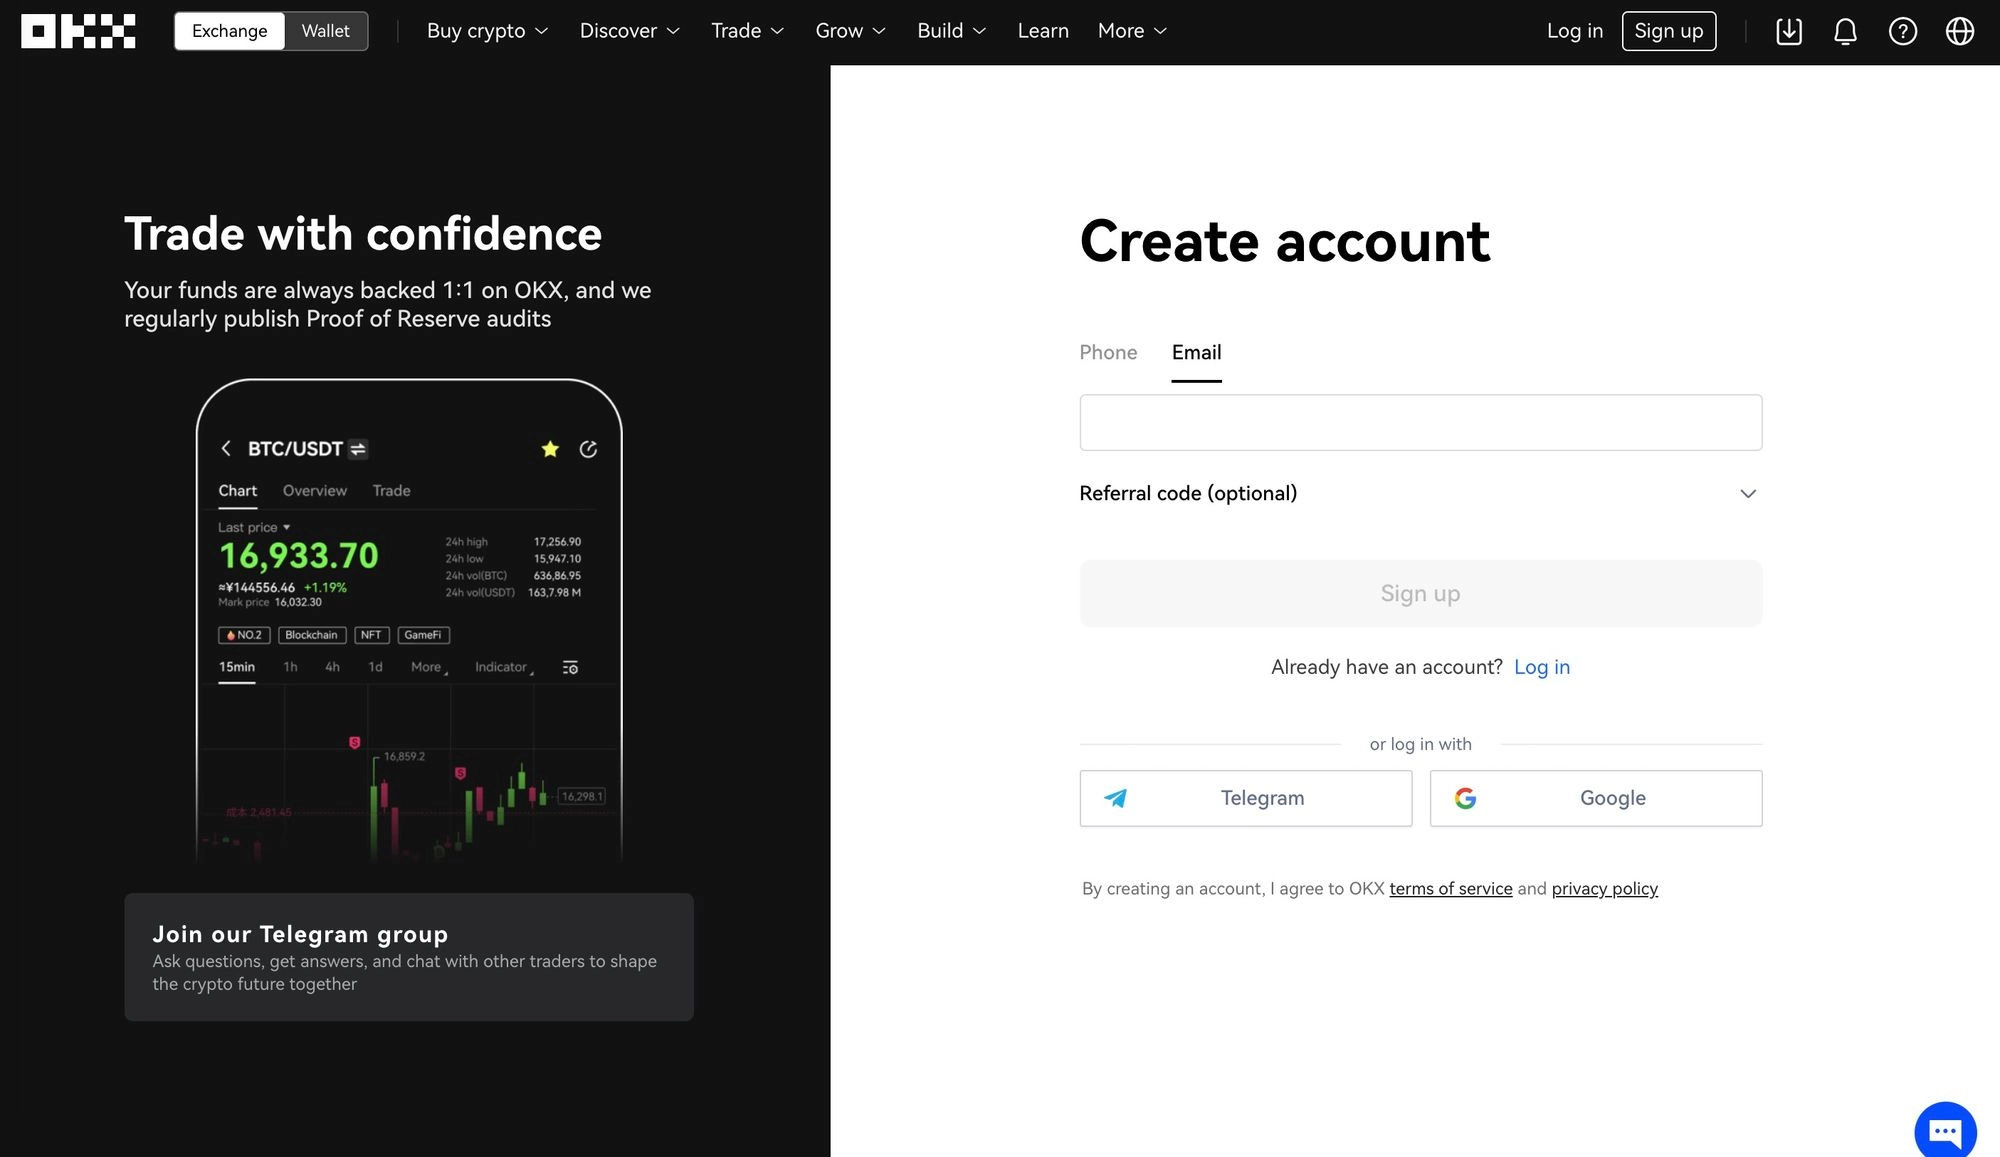 OKX
Exchange
Wallet
Buy crypto
Discover
Trade
Grow
Build
Learn
More
Log in
Sign up
Trade with confidence
Your funds are always backed 1:1 on OKX, and we
regularly publish Proof of Reserve audits
BTC/USDT
Chart
Overview
Trade
Last price
16,933.70
≈¥144556.46 +1.19%
Mark price 16,032.30
24h high 17,256.90
24h low 15,947.10
24h vol(BTC) 636,86.95
24h vol(USDT) 163,7.98 M
NO.2
Blockchain
NFT
GameFi
15min
1h
4h
1d
More
Indicator
S
16,859.2
S
16,298.1
成本 2,481.45
Join our Telegram group
Ask questions, get answers, and chat with other traders to shape
the crypto future together
Create account
Phone
Email
Referral code (optional)
Sign up
Already have an account? Log in
or log in with
Telegram
Google
By creating an account, I agree to OKX terms of service and privacy policy